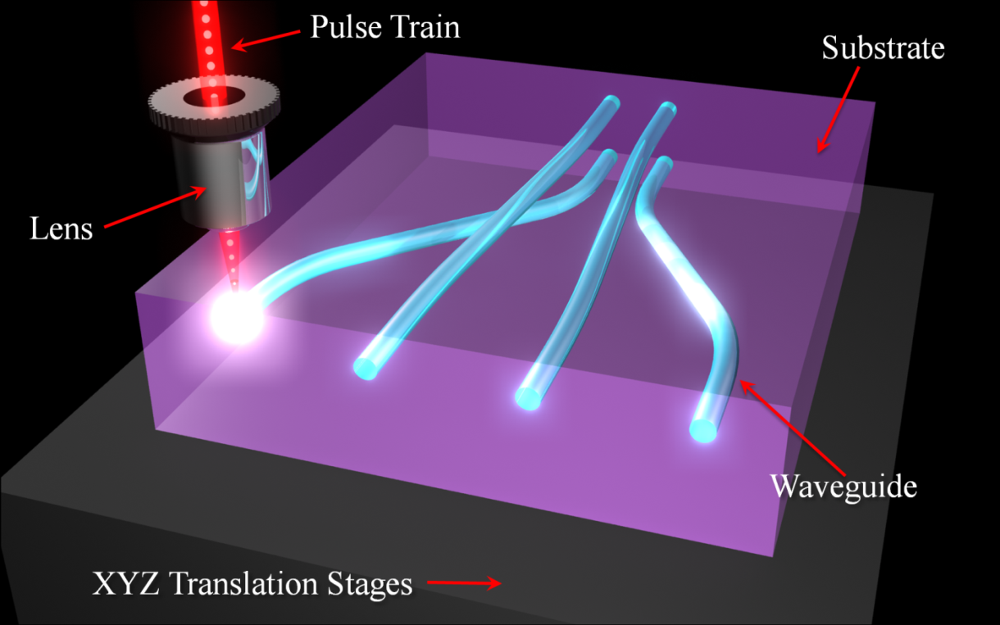 Pulse Train
Substrate
Lens
Waveguide
XYZ Translation Stages